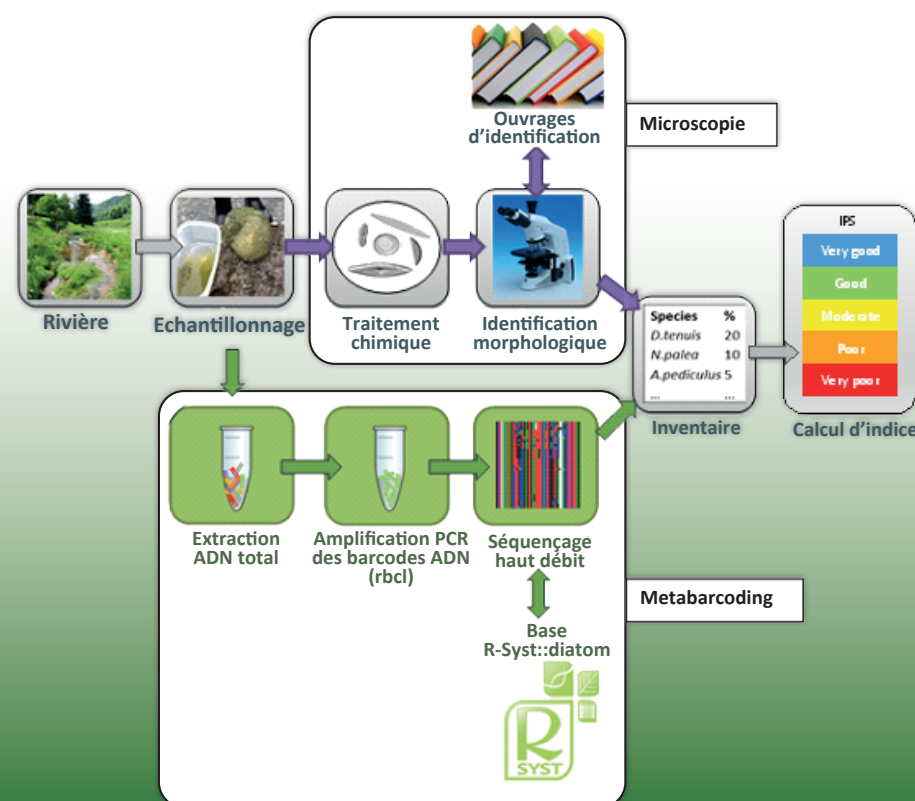 Ouvrages
d'identification
Microscopie
Rivière
Echantillonnage
Traitement
chimique
Identification
morphologique
Species %
D.tenuis 20
N.palea 10
A.pediculus 5
... ...
Inventaire
IPS
Very good
Good
Moderate
Poor
Very poor
Calcul d'indice
Extraction
ADN total
Amplification PCR
des barcodes ADN
(rbcl)
Séquençage
haut débit
Metabarcoding
Base
R-Syst::diatom
R
SYST